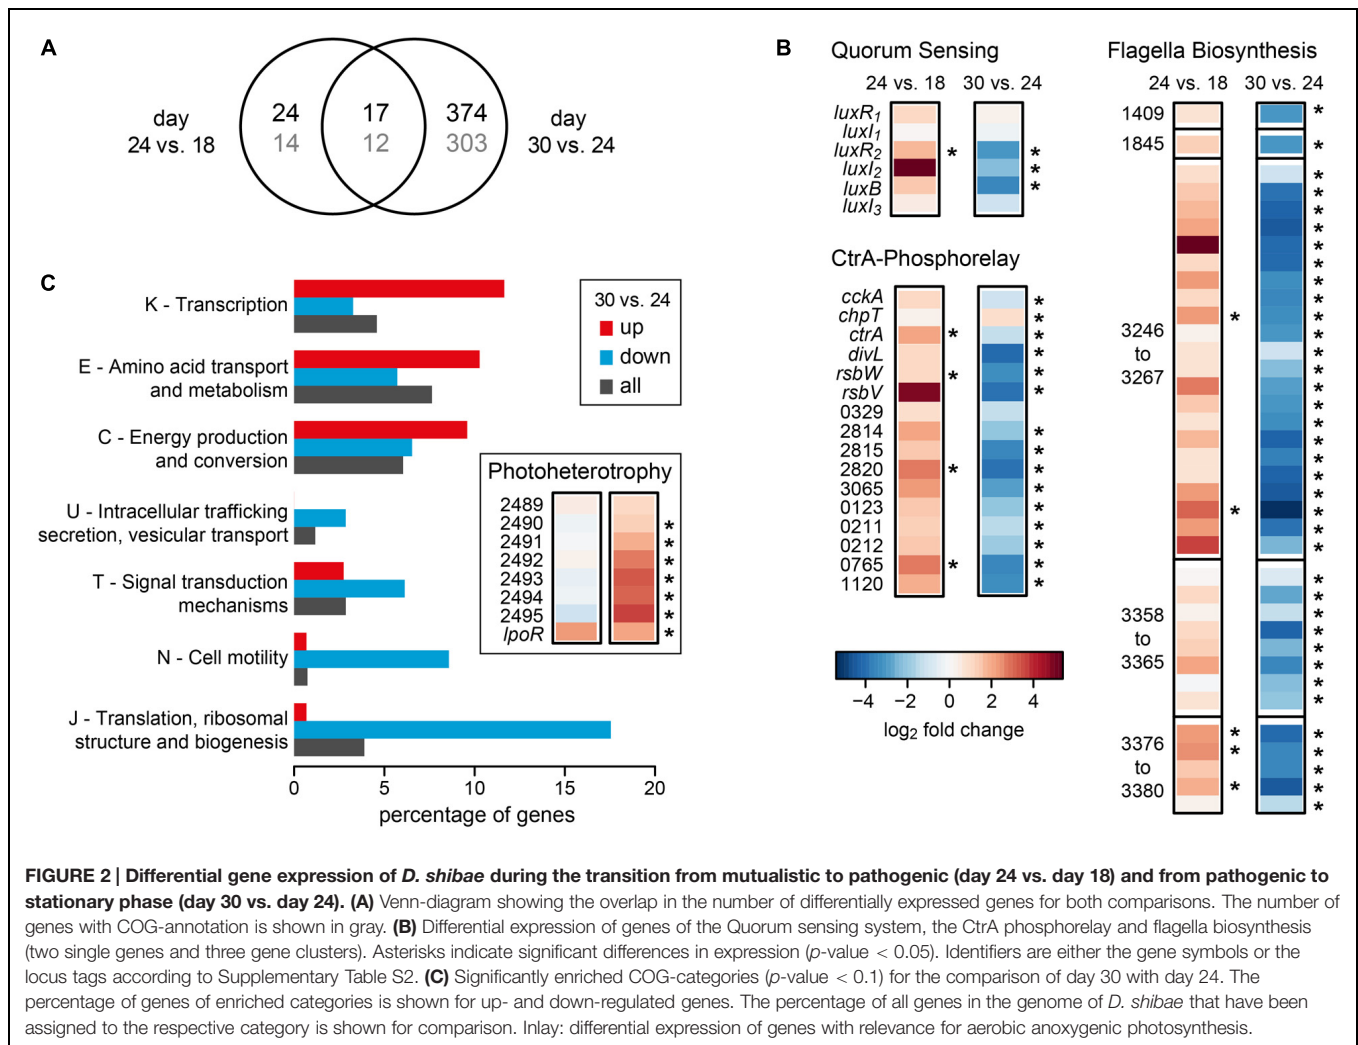 A
day
24 vs. 18
24
14
17
12
374
303
day
30 vs. 24
B
Quorum Sensing
24 vs. 18
30 vs. 24
luxR1
luxI1
luxR2 * *
luxI2 *
luxB *
luxI3
CtrA-Phosphorelay
cckA *
chpT *
ctrA * *
divL *
rsbW * *
rsbV *
0329
2814 *
2815 *
2820 * *
3065 *
0123 *
0211 *
0212 *
0765 * *
1120 *
−4 −2 0 2 4
log2 fold change
Flagella Biosynthesis
24 vs. 18 30 vs. 24
1409 *
1845 *
*
*
*
*
*
*
*
*
* *
3246 *
to *
3267 *
*
*
*
*
*
*
*
* *
*
*
*
*
3358 *
to *
3365 *
*
*
*
3376 * *
to * *
*
3380 * *
*
C
K - Transcription
E - Amino acid transport
and metabolism
C - Energy production
and conversion
U - Intracellular trafficking
secretion, vesicular transport
T - Signal transduction
mechanisms
N - Cell motility
J - Translation, ribosomal
structure and biogenesis
0 5 10 15 20
percentage of genes
30 vs. 24
up
down
all
Photoheterotrophy
2489
2490 *
2491 *
2492 *
2493 *
2494 *
2495 *
lpoR *
FIGURE 2 | Differential gene expression of D. shibae during the transition from mutualistic to pathogenic (day 24 vs. day 18) and from pathogenic to
stationary phase (day 30 vs. day 24). (A) Venn-diagram showing the overlap in the number of differentially expressed genes for both comparisons. The number of
genes with COG-annotation is shown in gray. (B) Differential expression of genes of the Quorum sensing system, the CtrA phosphorelay and flagella biosynthesis
(two single genes and three gene clusters). Asterisks indicate significant differences in expression (p-value < 0.05). Identifiers are either the gene symbols or the
locus tags according to Supplementary Table S2. (C) Significantly enriched COG-categories (p-value < 0.1) for the comparison of day 30 with day 24. The
percentage of genes of enriched categories is shown for up- and down-regulated genes. The percentage of all genes in the genome of D. shibae that have been
assigned to the respective category is shown for comparison. Inlay: differential expression of genes with relevance for aerobic anoxygenic photosynthesis.